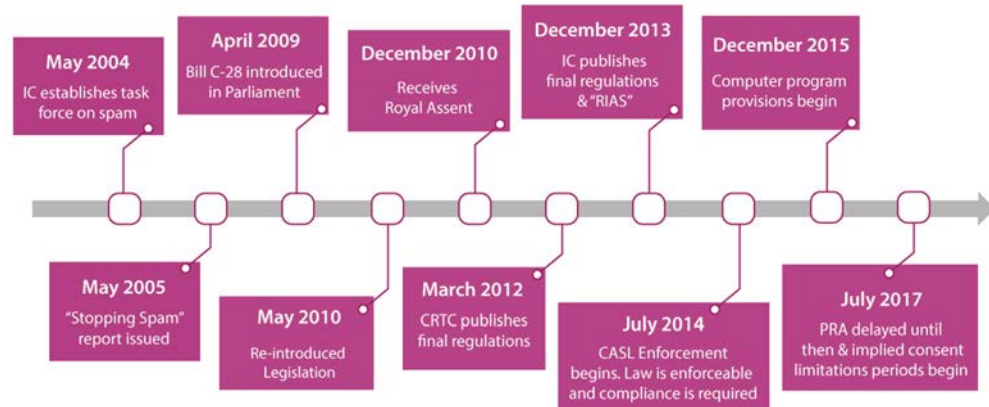 May 2004
IC establishes task
force on spam
May 2005
"Stopping Spam"
report issued
April 2009
Bill C-28 introduced
in Parliament
May 2010
Re-introduced
Legislation
December 2010
Receives
Royal Assent
March 2012
CRTC publishes
final regulations
December 2013
IC publishes
final regulations
& "RIAS"
July 2014
CASL Enforcement
begins. Law is enforceable
and compliance is required
December 2015
Computer program
provisions begin
July 2017
PRA delayed until
then & implied consent
limitations periods begin